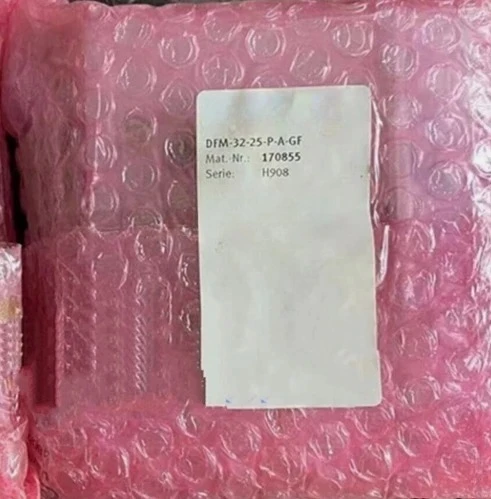 DFM-32-25-P-A-GF
Mat.-Nr.: 170855
Serie: H908